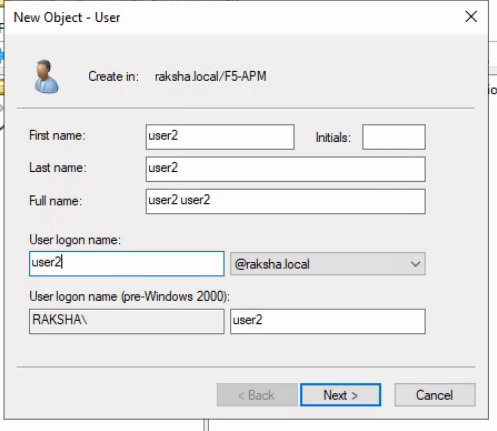 New Object - User
Create in: raksha.local/F5-APM
First name: user2 Initials:
Last name: user2
Full name: user2 user2
User logon name:
user2 @raksha.local
User logon name (pre-Windows 2000):
RAKSHA\ user2
< Back Next > Cancel